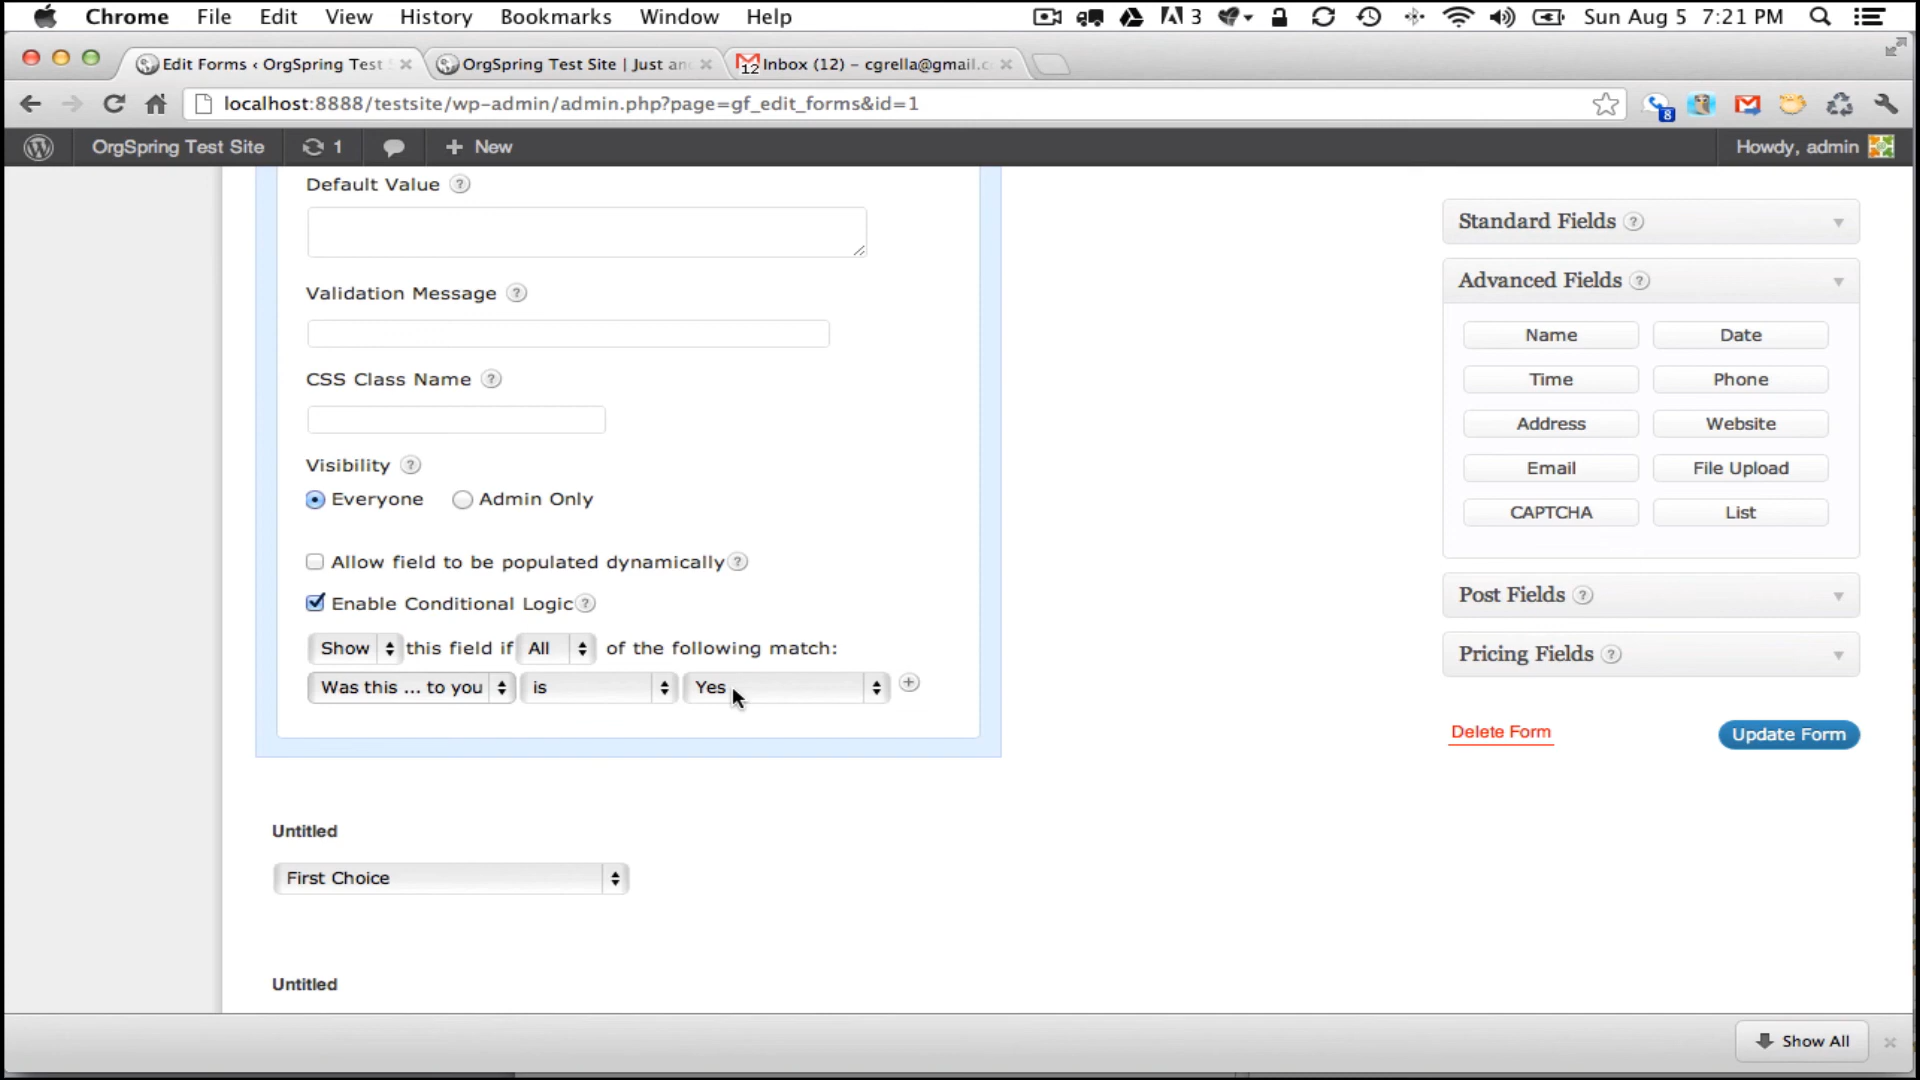 Chrome File Edit View History Bookmarks Window Help 3 Sun Aug 5 7:21 PM
Edit Forms ‹ OrgSpring Test OrgSpring Test Site | Just an 12 Inbox (12) – cgrella@gmail.c
localhost:8888/testsite/wp-admin/admin.php?page=gf_edit_forms&id=1 8
OrgSpring Test Site 1 + New Howdy, admin
Default Value ?
Validation Message ?
CSS Class Name ?
Visibility ?
Everyone Admin Only
Allow field to be populated dynamically ?
Enable Conditional Logic ?
Show this field if All of the following match:
Was this ... to you is Yes
Untitled
First Choice
Untitled
Standard Fields ?
Advanced Fields ?
Name Date
Time Phone
Address Website
Email File Upload
CAPTCHA List
Post Fields ?
Pricing Fields ?
Delete Form Update Form
Show All